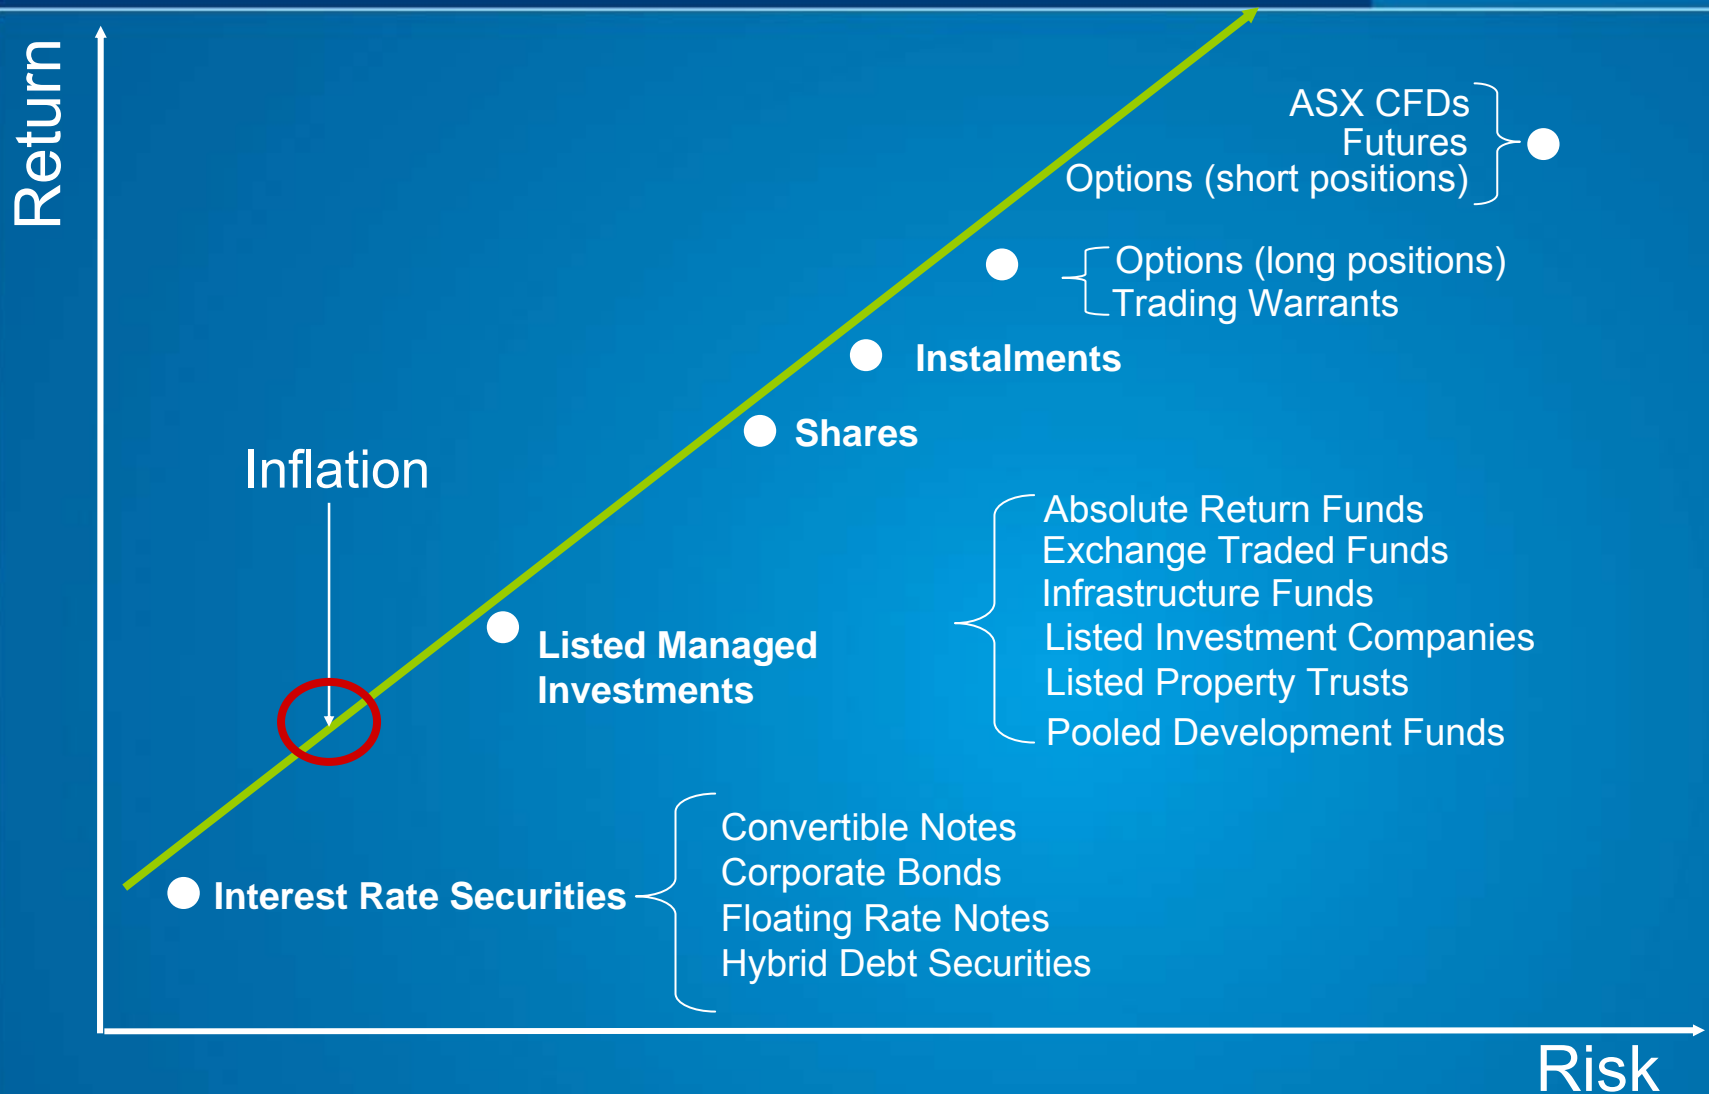 Return
ASX CFDs
Futures
Options (short positions)
Options (long positions)
Trading Warrants
Instalments
Shares
Inflation
Absolute Return Funds
Exchange Traded Funds
Infrastructure Funds
Listed Investment Companies
Listed Property Trusts
Pooled Development Funds
Listed Managed
Investments
Convertible Notes
Corporate Bonds
Floating Rate Notes
Hybrid Debt Securities
Interest Rate Securities
Risk